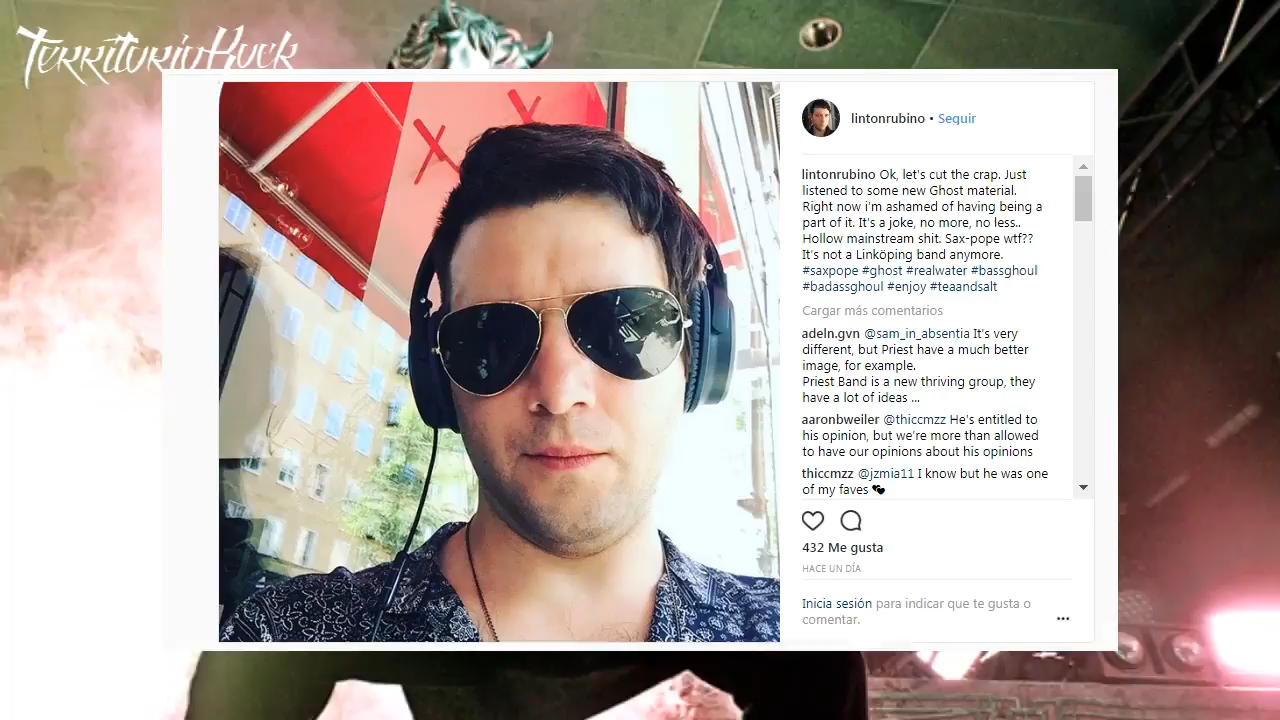 TerritorioRock
lintonrubino • Seguir
lintonrubino Ok, let's cut the crap. Just
listened to some new Ghost material.
Right now i'm ashamed of having being a
part of it. It's a joke, no more, no less..
Hollow mainstream shit. Sax-pope wtf??
It's not a Linköping band anymore.
#saxpope #ghost #realwater #bassghoul
#badassghoul #enjoy #teaandsalt
Cargar más comentarios
adeln.gvn @sam_in_absentia It's very
different, but Priest have a much better
image, for example.
Priest Band is a new thriving group, they
have a lot of ideas ...
aaronbweiler @thiccmzz He's entitled to
his opinion, but we're more than allowed
to have our opinions about his opinions
thiccmzz @jzmia11 I know but he was one
of my faves 🖤
432 Me gusta
HACE UN DÍA
Inicia sesión para indicar que te gusta o
comentar.